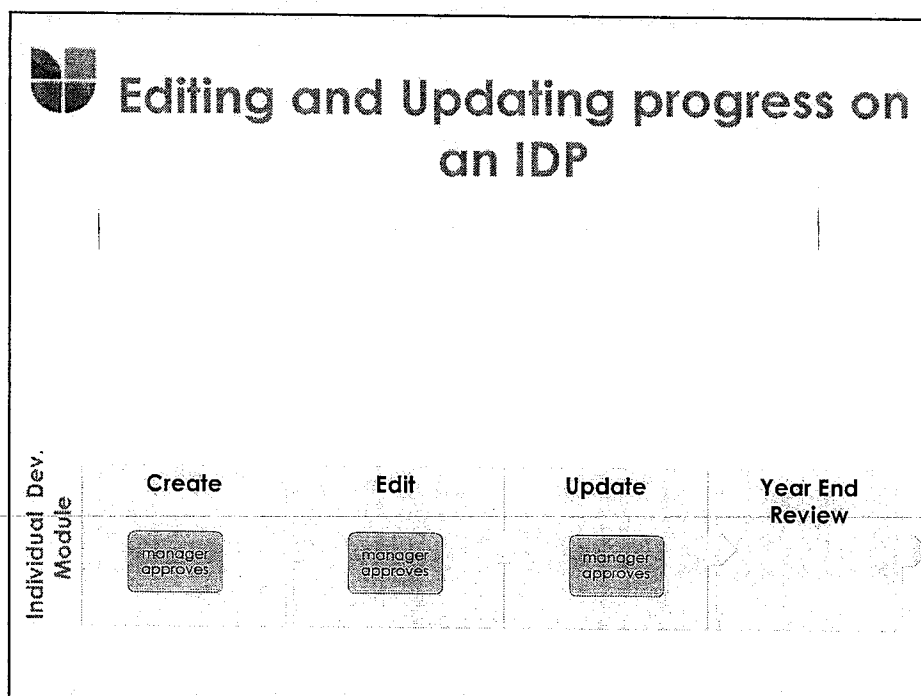 Editing and Updating progress on
an IDP
Individual Dev.
Module
Create
Edit
Update
Year End
Review
manager
approves
manager
approves
manager
approves